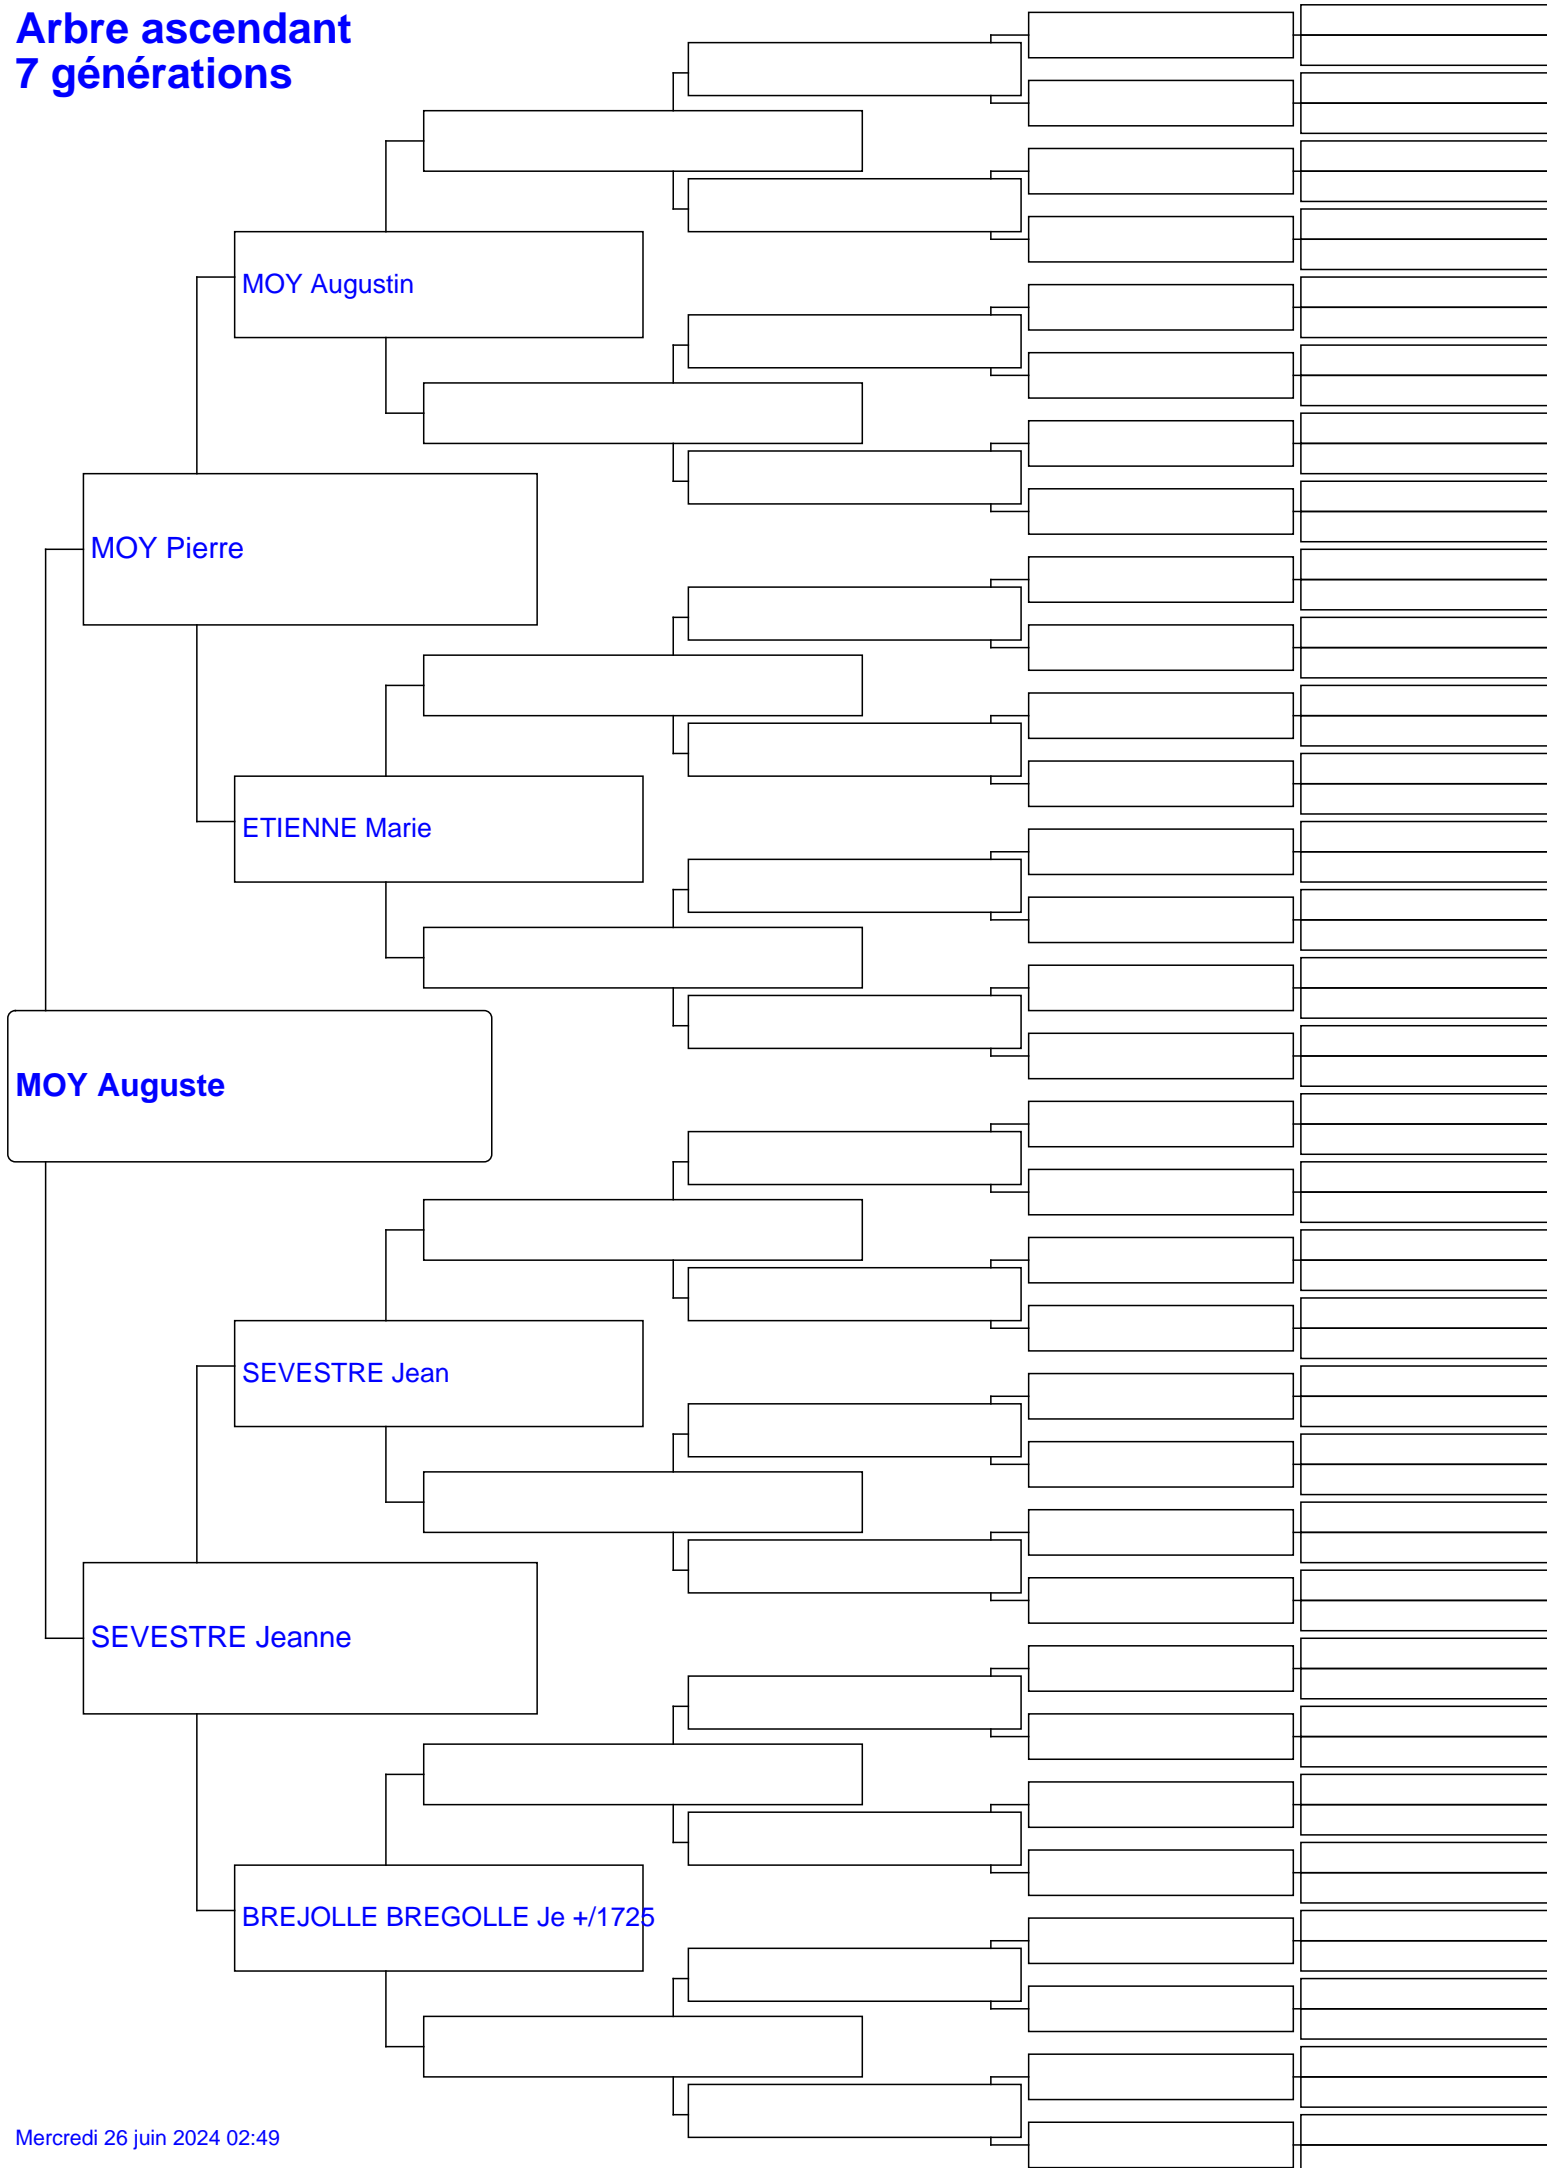 Arbre ascendant
7 générations
MOY Augustin
MOY Pierre
ETIENNE Marie
MOY Auguste
SEVESTRE Jean
SEVESTRE Jeanne
BREJOLLE BREGOLLE Je +/1725
Mercredi 26 juin 2024 02:49